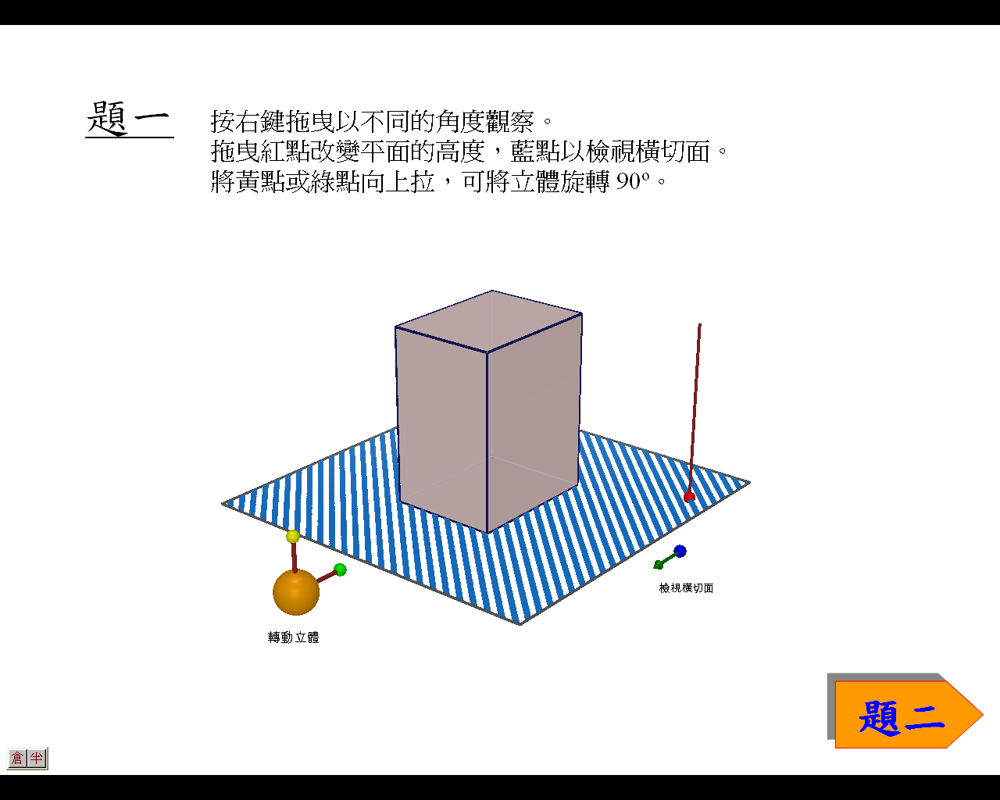 題一
按右鍵拖曳以不同的角度觀察。
拖曳紅點改變平面的高度，藍點以檢視橫切面。
將黃點或綠點向上拉，可將立體旋轉 90º。
檢視橫切面
轉動立體
題二
倉半